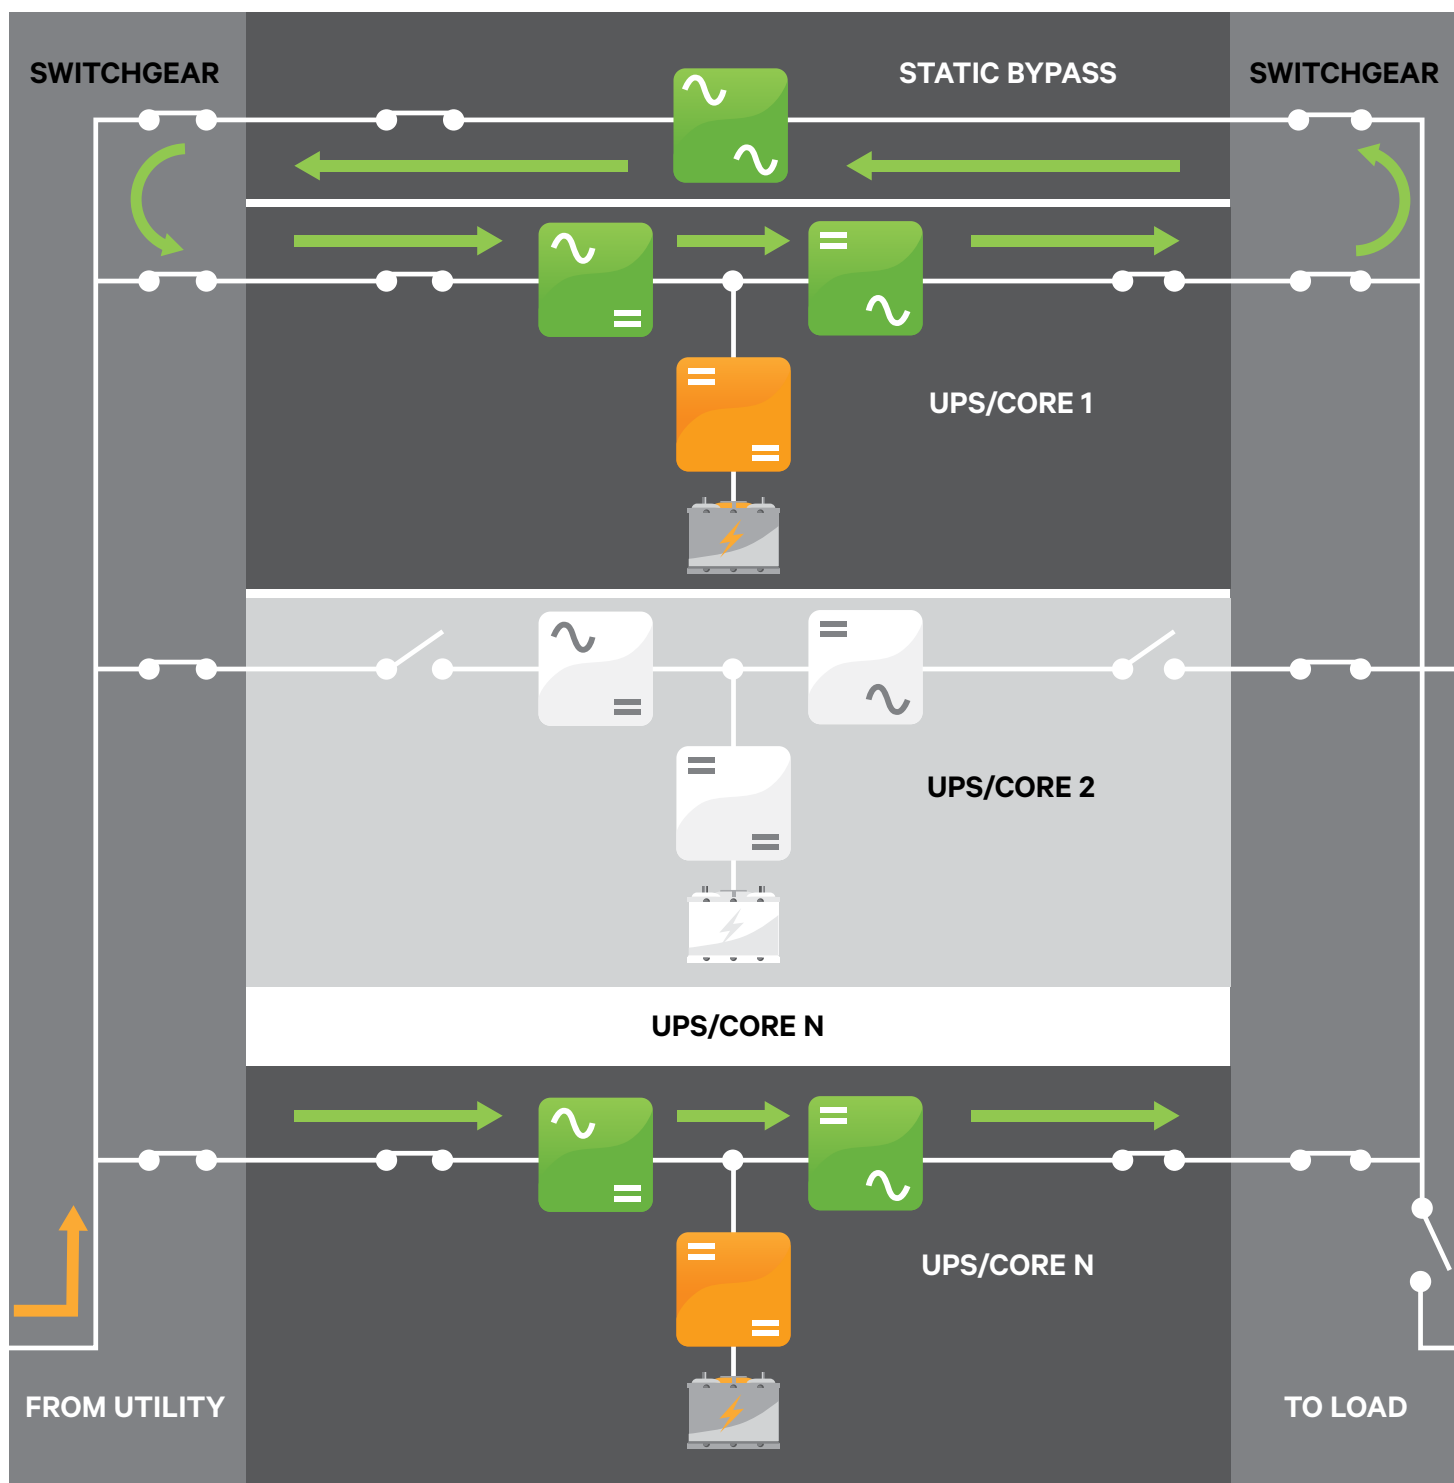 SWITCHGEAR
STATIC BYPASS
SWITCHGEAR
UPS/CORE 1
UPS/CORE 2
UPS/CORE N
UPS/CORE N
FROM UTILITY
TO LOAD